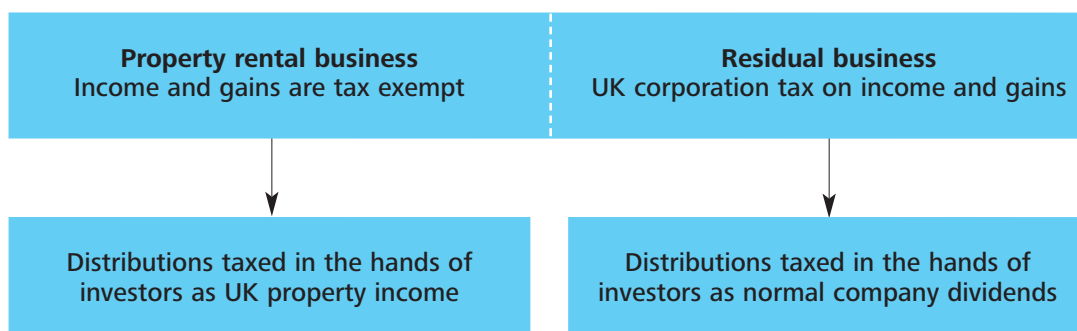 Property rental business
Income and gains are tax exempt
Residual business
UK corporation tax on income and gains
Distributions taxed in the hands of
investors as UK property income
Distributions taxed in the hands of
investors as normal company dividends